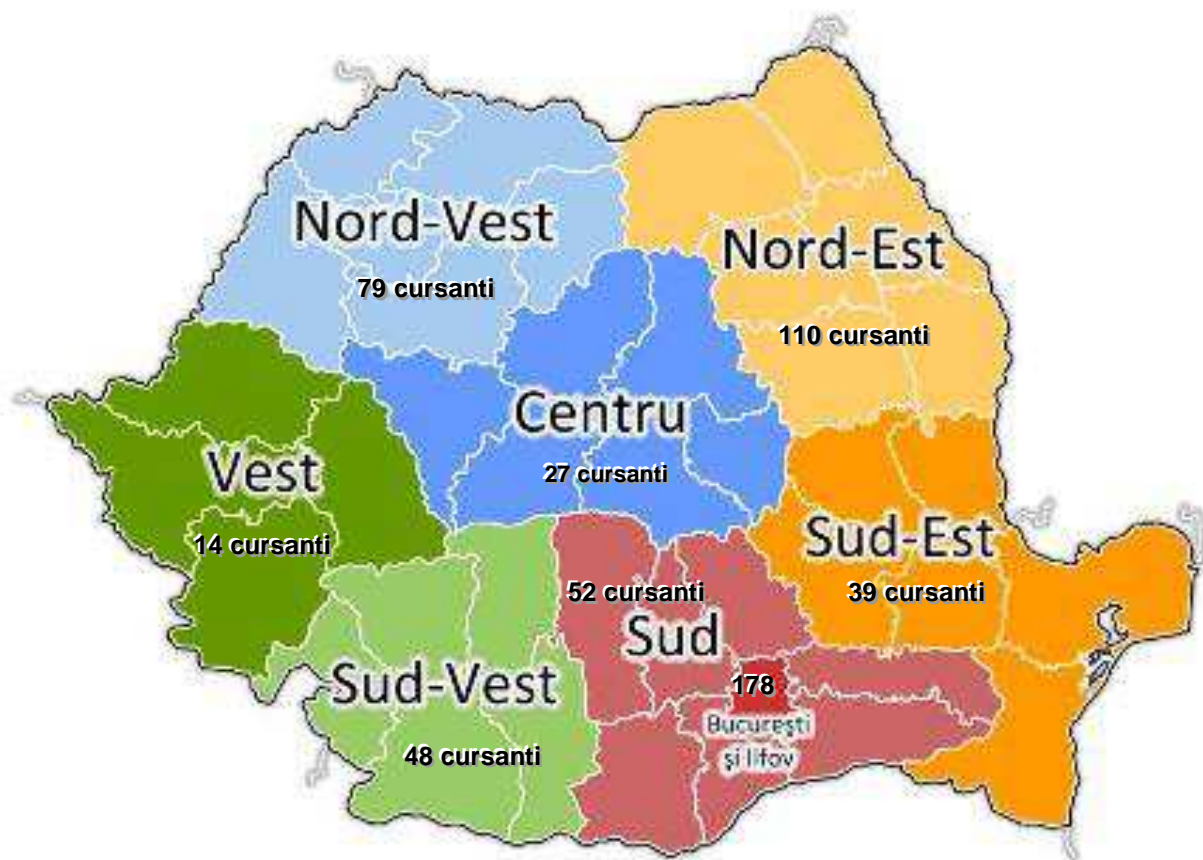 Nord-Vest
79 cursanti
Nord-Est
110 cursanti
Centru
27 cursanti
Vest
14 cursanti
Sud-Est
39 cursanti
52 cursanti
Sud
178
București
și Ilfov
Sud-Vest
48 cursanti